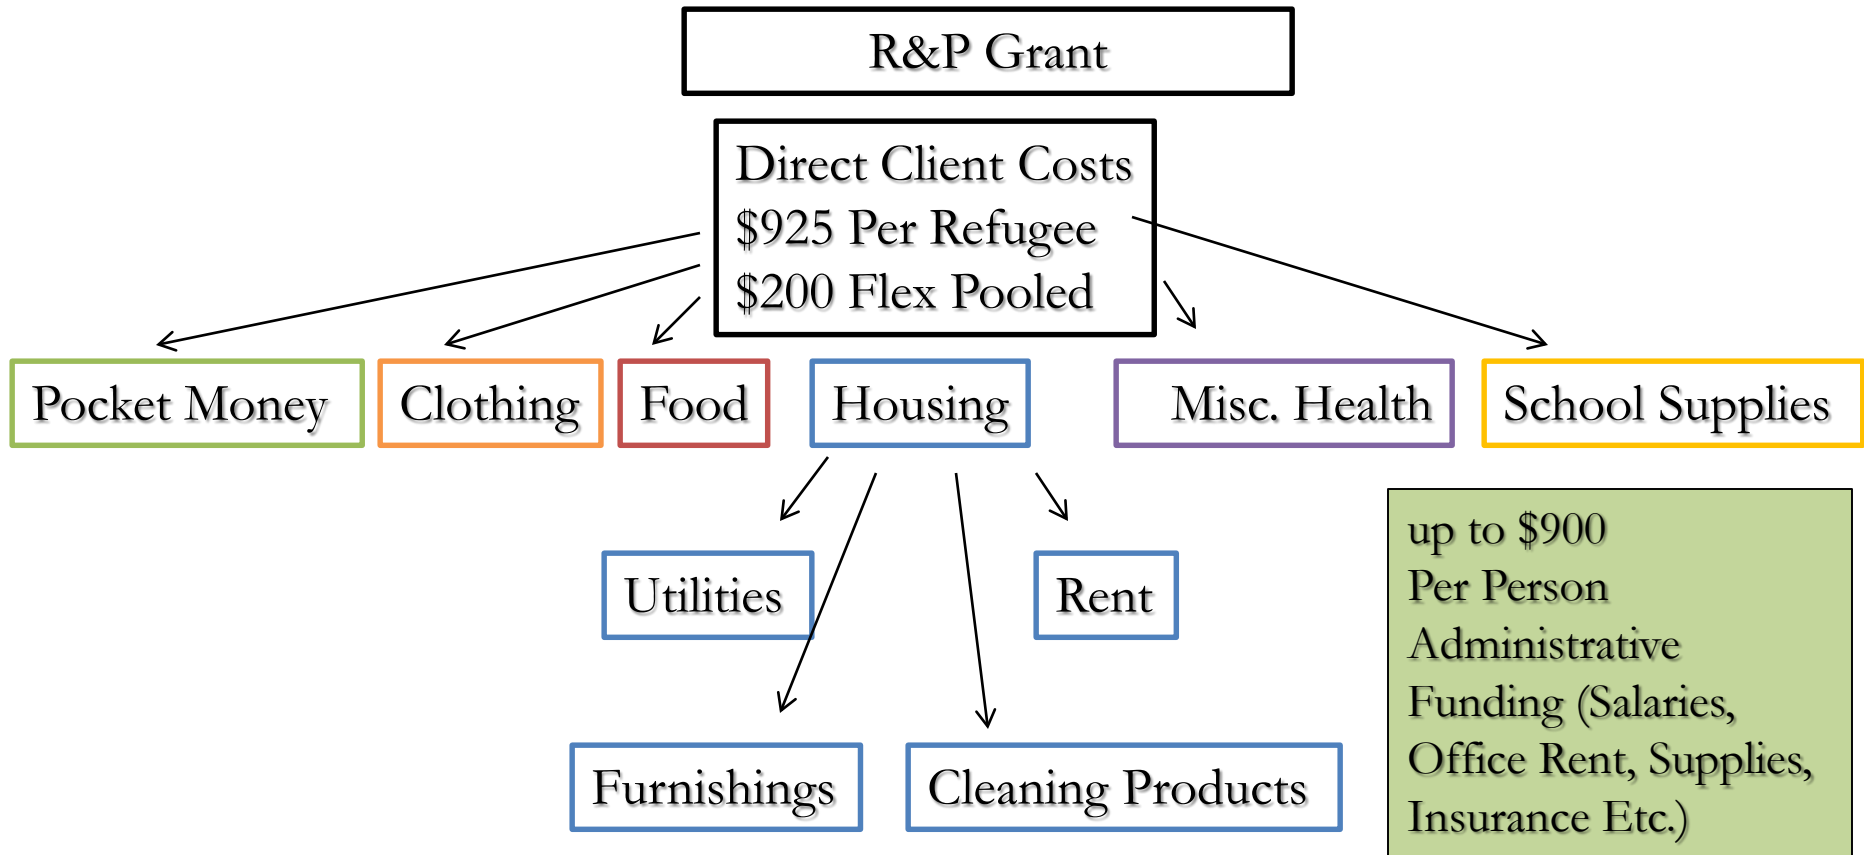 R&P Grant
Direct Client Costs
$925 Per Refugee
$200 Flex Pooled
Pocket Money
Clothing
Food
Housing
Misc. Health
School Supplies
Utilities
Rent
Furnishings
Cleaning Products
up to $900
Per Person
Administrative
Funding (Salaries,
Office Rent, Supplies,
Insurance Etc.)